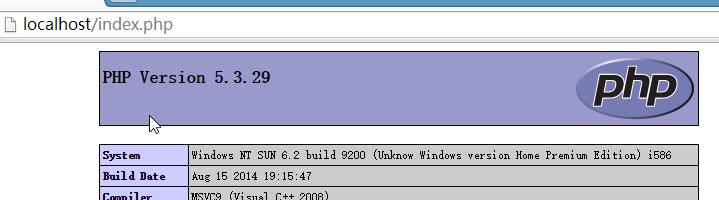 localhost/index.php
PHP Version 5.3.29
php
System Windows NT SUN 6.2 build 9200 (Unknow Windows version Home Premium Edition) i586
Build Date Aug 15 2014 19:15:47
Compiler MSVC9 (Visual C++ 2008)